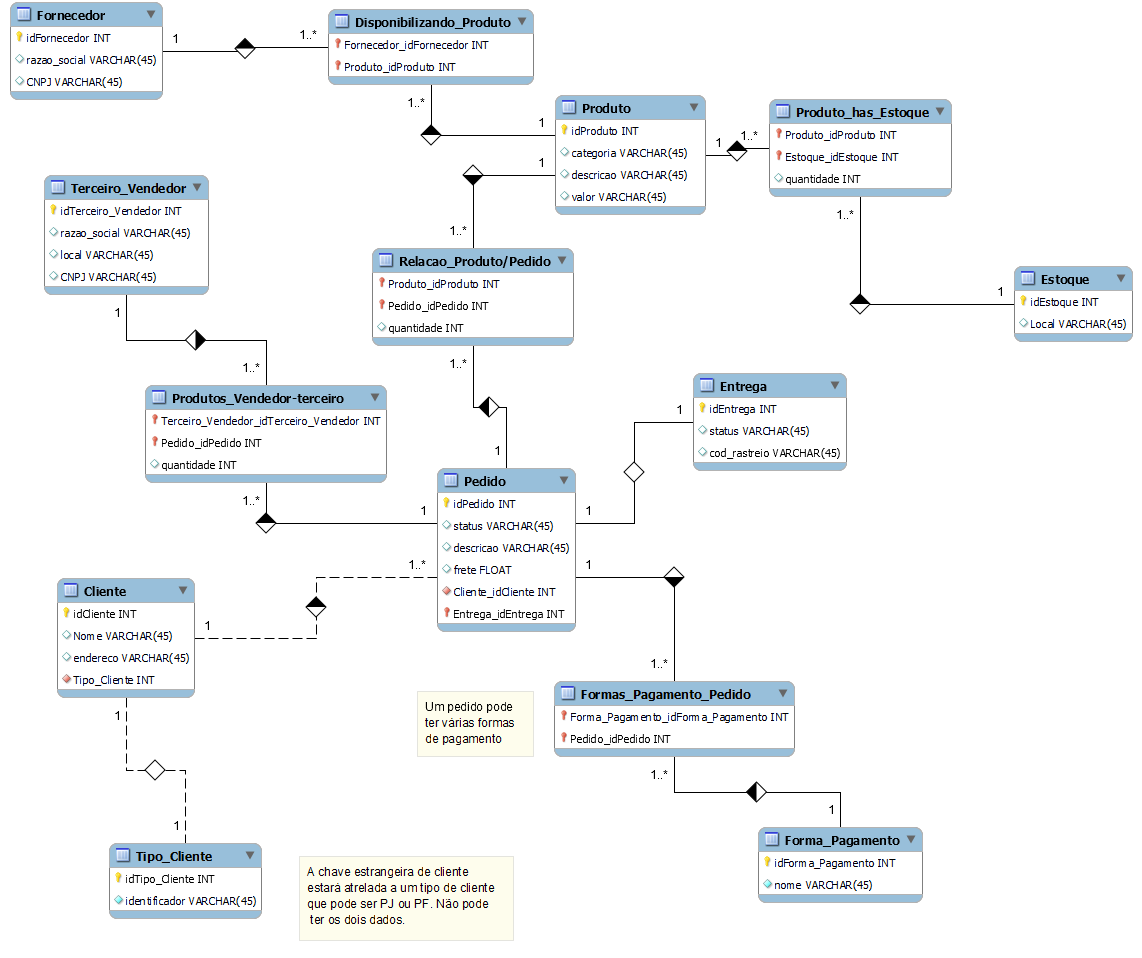 Fornecedor
idFornecedor INT
razao_social VARCHAR(45)
CNPJ VARCHAR(45)
1
1..*
Disponibilizando_Produto
Fornecedor_idFornecedor INT
Produto_idProduto INT
1..*
1
Produto
idProduto INT
categoria VARCHAR(45)
descricao VARCHAR(45)
valor VARCHAR(45)
1
1..*
Produto_has_Estoque
Produto_idProduto INT
Estoque_idEstoque INT
quantidade INT
1..*
1
Estoque
idEstoque INT
Local VARCHAR(45)
1
1..*
Terceiro_Vendedor
idTerceiro_Vendedor INT
razao_social VARCHAR(45)
local VARCHAR(45)
CNPJ VARCHAR(45)
1
1..*
Relacao_Produto/Pedido
Produto_idProduto INT
Pedido_idPedido INT
quantidade INT
1..*
1
Produtos_Vendedor-terceiro
Terceiro_Vendedor_idTerceiro_Vendedor INT
Pedido_idPedido INT
quantidade INT
1..*
1
Entrega
idEntrega INT
status VARCHAR(45)
cod_rastreio VARCHAR(45)
1
1
Pedido
idPedido INT
status VARCHAR(45)
descricao VARCHAR(45)
frete FLOAT
Cliente_idCliente INT
Entrega_idEntrega INT
1..*
1
1
1..*
Cliente
idCliente INT
Nome VARCHAR(45)
endereco VARCHAR(45)
Tipo_Cliente INT
1
1
Um pedido pode
ter várias formas
de pagamento
Formas_Pagamento_Pedido
Forma_Pagamento_idForma_Pagamento INT
Pedido_idPedido INT
1..*
1
Forma_Pagamento
idForma_Pagamento INT
nome VARCHAR(45)
Tipo_Cliente
idTipo_Cliente INT
identificador VARCHAR(45)
A chave estrangeira de cliente
estará atrelada a um tipo de cliente
que pode ser PJ ou PF. Não pode
ter os dois dados.